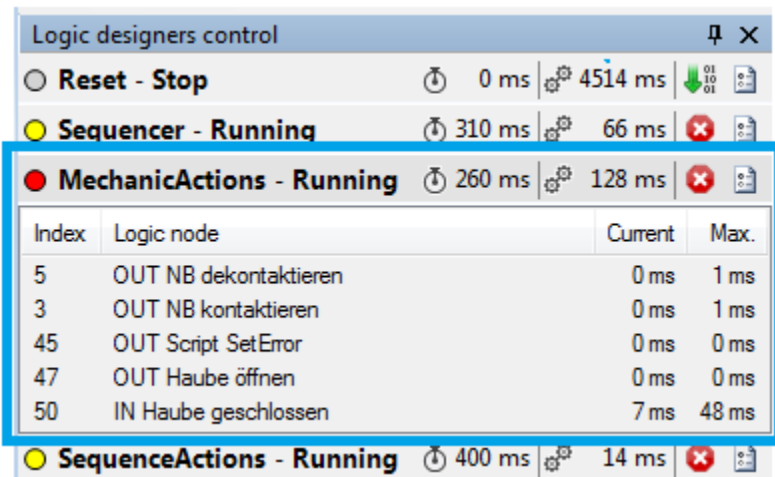 Logic designers control
Reset - Stop 0 ms 4514 ms
Sequencer - Running 310 ms 66 ms
MechanicActions - Running 260 ms 128 ms
Index Logic node Current Max.
5 OUT NB dekontaktieren 0 ms 1 ms
3 OUT NB kontaktieren 0 ms 1 ms
45 OUT Script SetError 0 ms 0 ms
47 OUT Haube öffnen 0 ms 0 ms
50 IN Haube geschlossen 7 ms 48 ms
SequenceActions - Running 400 ms 14 ms